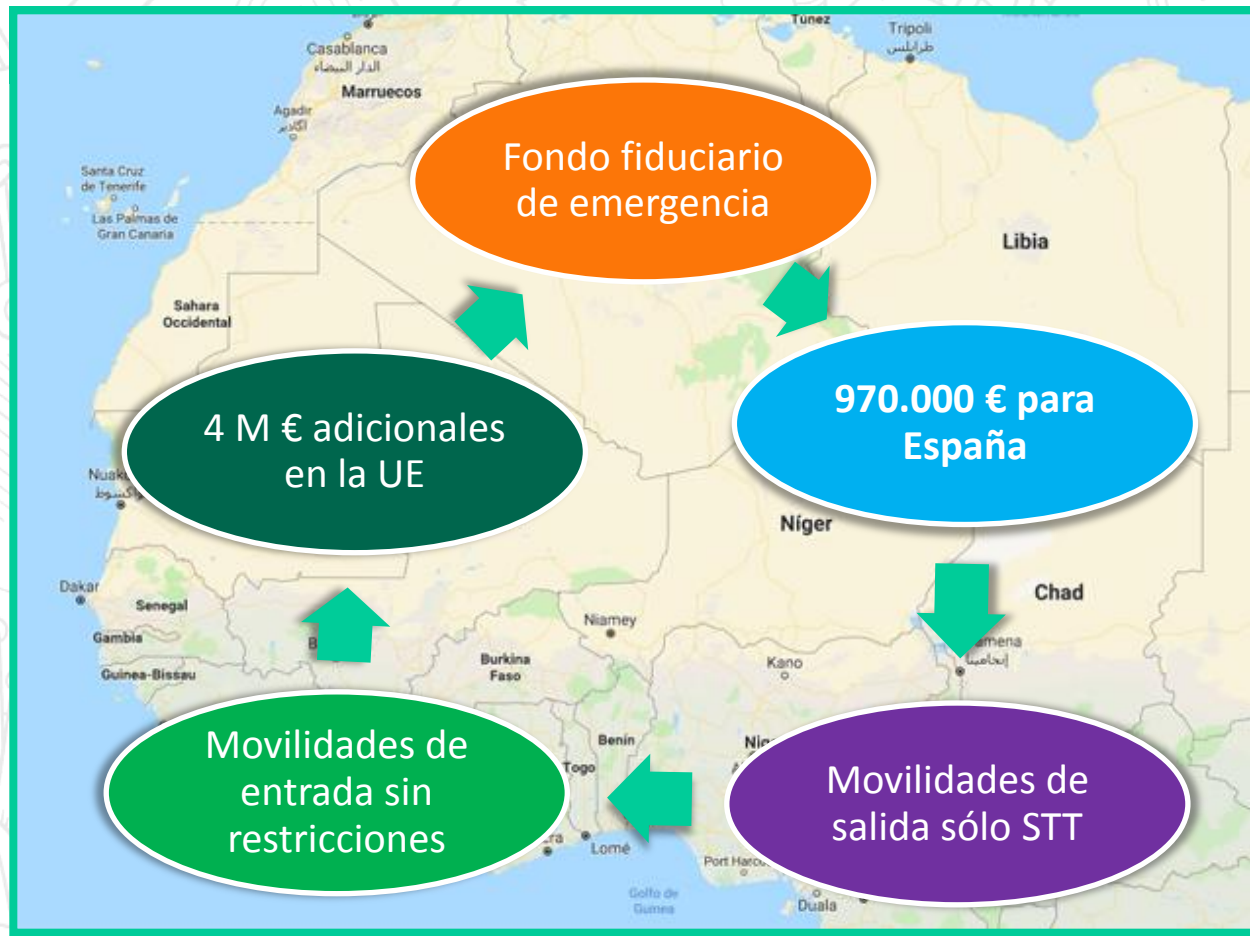 Túnez
Tripoli
طرابلس
Casablanca
الدار البيضاء
Marruecos
Agadir
أكادير
Fondo fiduciario
de emergencia
Santa Cruz
de Tenerife
Las Palmas de
Gran Canaria
Libia
Sahara
Occidental
4 M € adicionales
en la UE
970.000 € para
España
Níger
Chad
Dakar
Senegal
Niamey
Gambia
Burkina
Faso
Kano
إنجامينا
Guinea-Bissau
Movilidades de
entrada sin
restricciones
Benín
Togo
Movilidades de
salida sólo STT
Lomé
Golfo de
Guinea
Duala